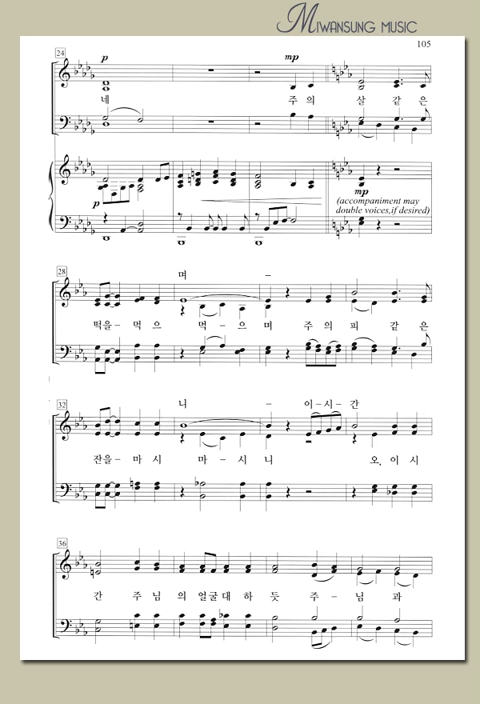 MIWANSUNG MUSIC
105
24
p mp
네 주의 살 같은
mp
p (accompaniment may
double voices,if desired)
28
며 -
떡을-먹으 먹-으며 주의피 같은
32
니 - 이-시-간
잔을-마시 마-시니 오,이시
36
간 주님의얼굴대하듯주-님과